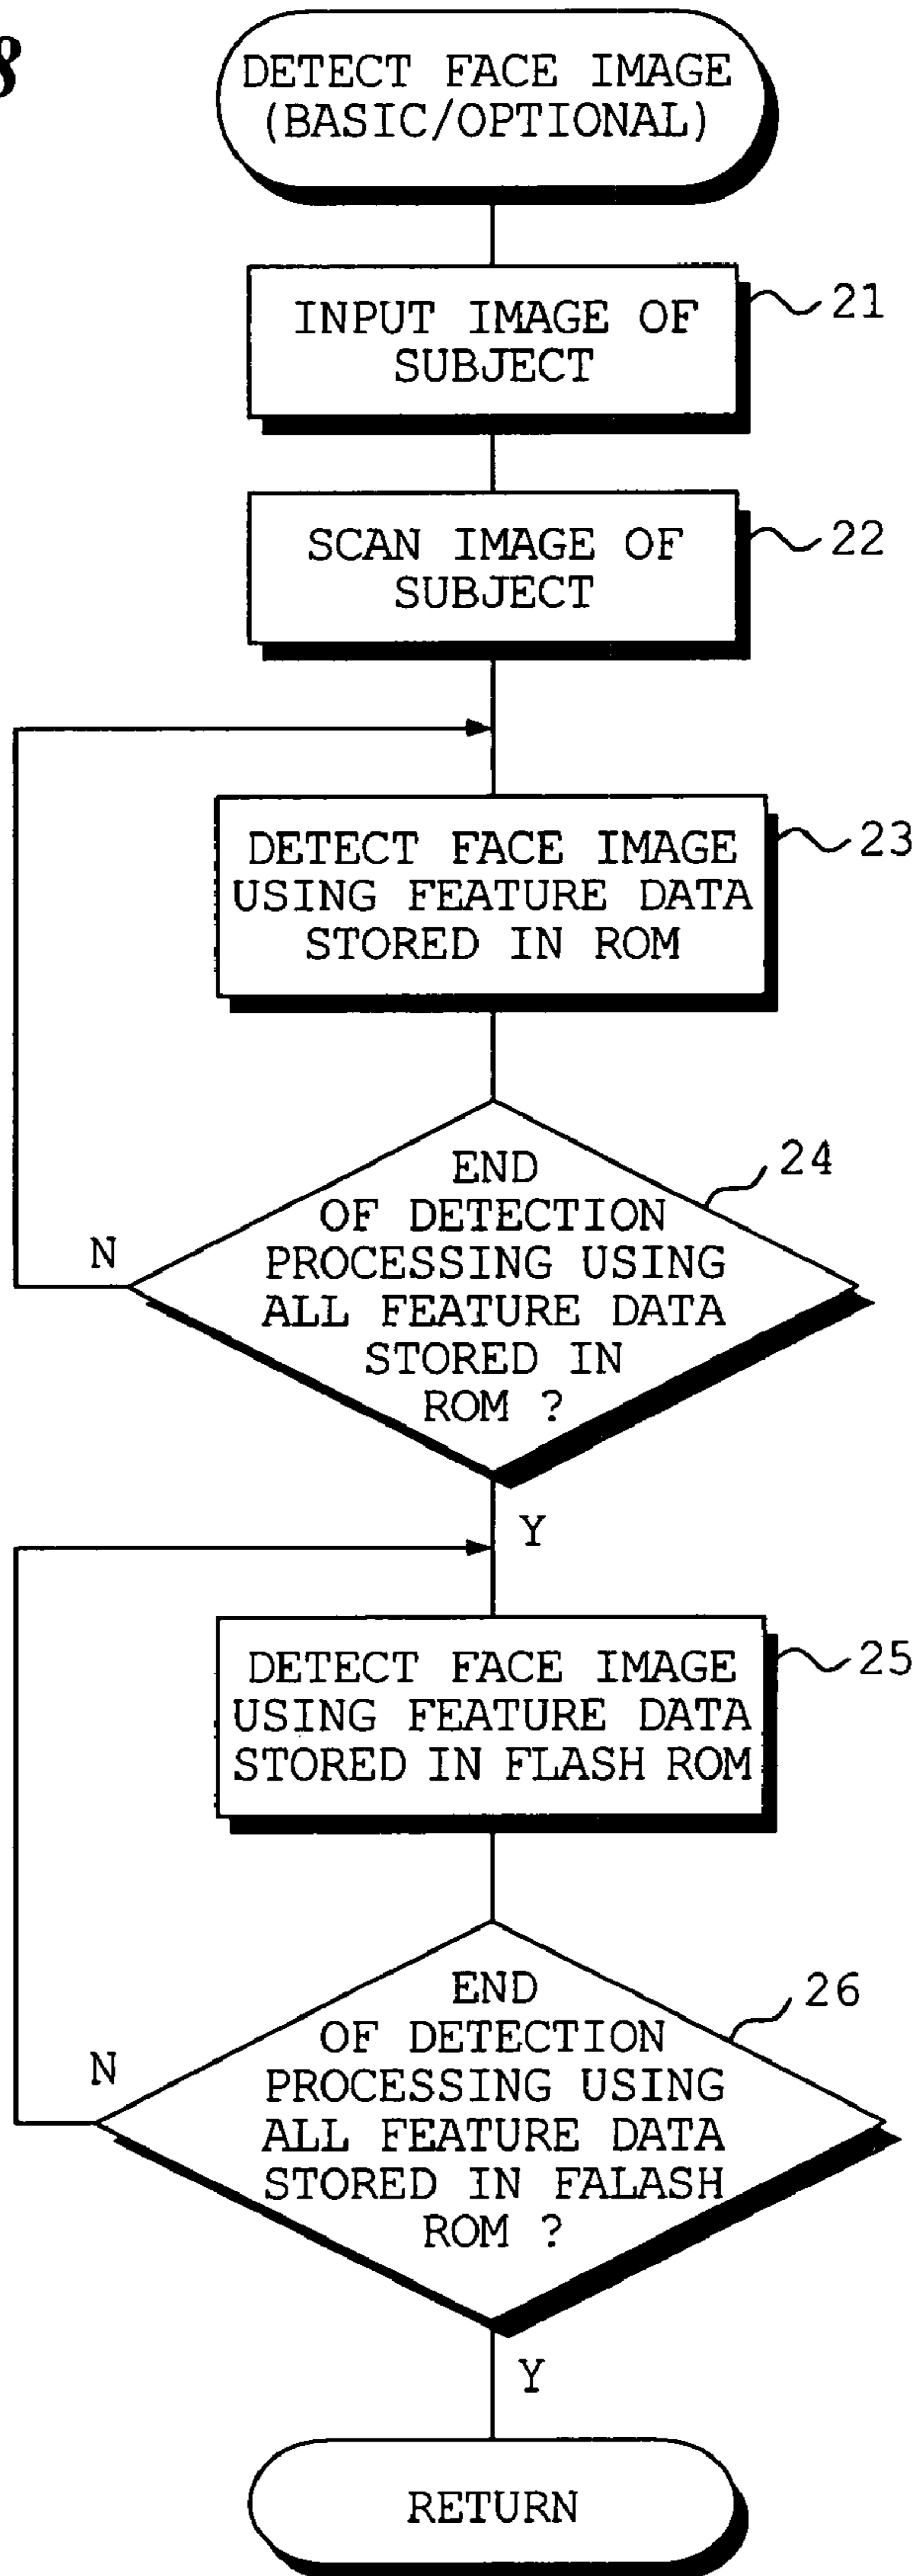 8
DETECT FACE IMAGE
(BASIC/OPTIONAL)
INPUT IMAGE OF
SUBJECT
21
SCAN IMAGE OF
SUBJECT
22
DETECT FACE IMAGE
USING FEATURE DATA
STORED IN ROM
23
END
OF DETECTION
PROCESSING USING
ALL FEATURE DATA
STORED IN
ROM ?
24
N
Y
DETECT FACE IMAGE
USING FEATURE DATA
STORED IN FLASH ROM
25
END
OF DETECTION
PROCESSING USING
ALL FEATURE DATA
STORED IN FALASH
ROM ?
26
N
Y
RETURN